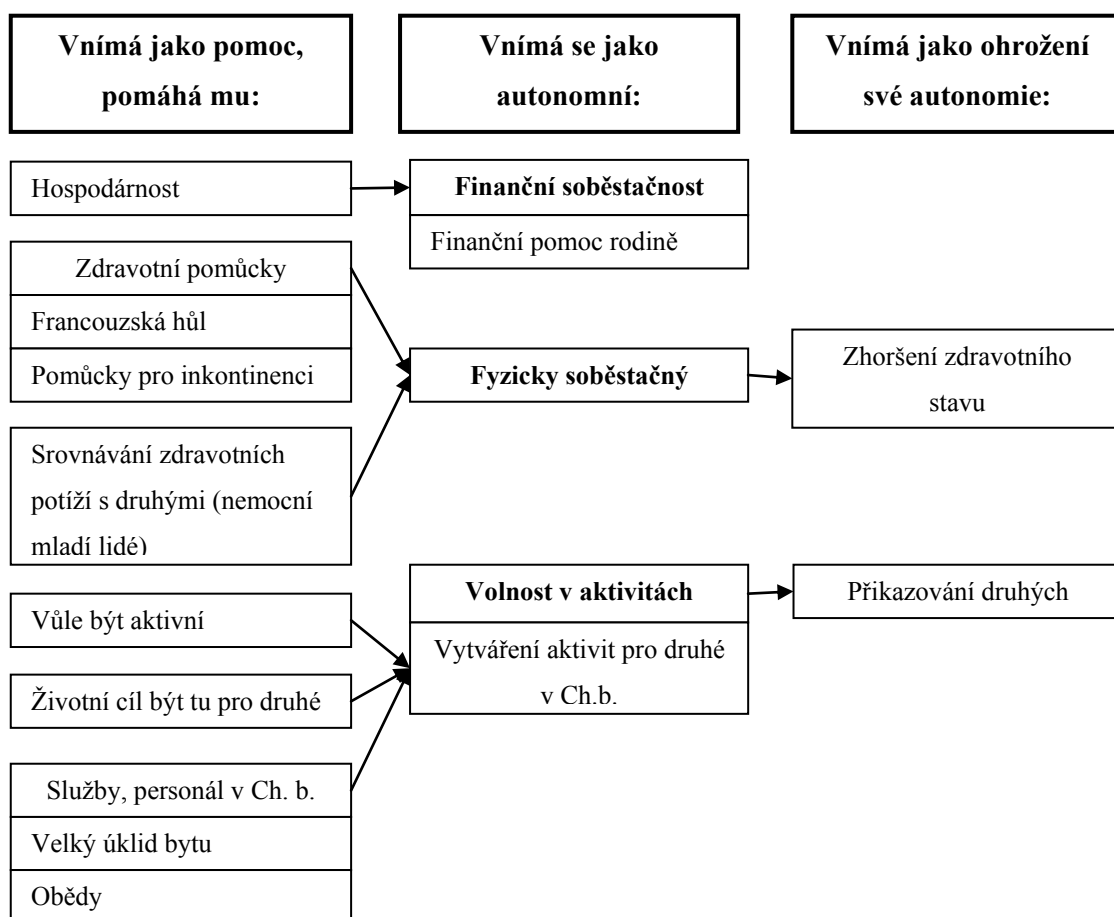 Vnímá jako pomoc,
pomáhá mu:
Vnímá se jako
autonomní:
Vnímá jako ohrožení
své autonomie:
Hospodárnost
Finanční soběstačnost
Finanční pomoc rodině
Zdravotní pomůcky
Francouzská hůl
Pomůcky pro inkontinenci
Fyzicky soběstačný
Zhoršení zdravotního
stavu
Srovnávání zdravotních
potíží s druhými (nemocní
mladí lidé)
Volnost v aktivitách
Vytváření aktivit pro druhé
v Ch.b.
Přikazování druhých
Vůle být aktivní
Životní cíl být tu pro druhé
Služby, personál v Ch. b.
Velký úklid bytu
Obědy